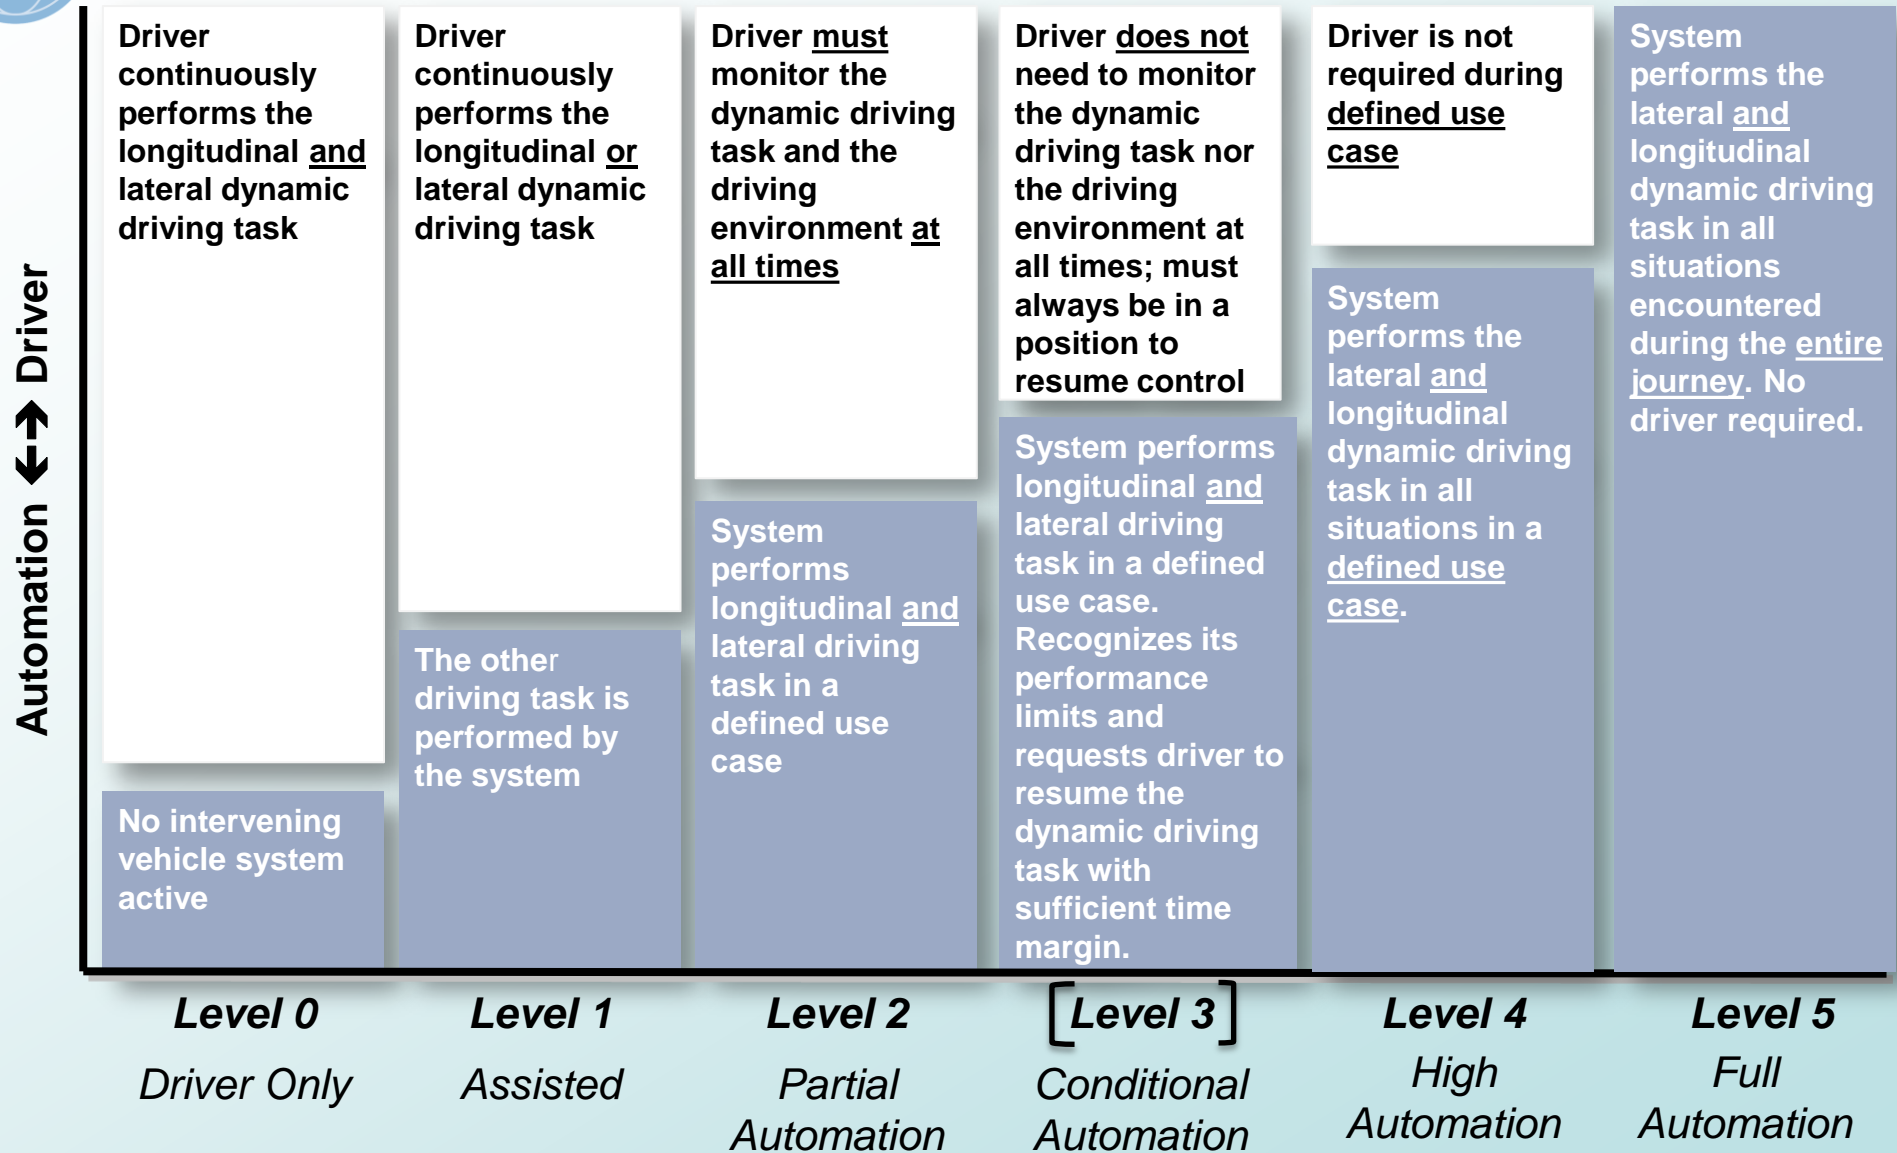 Driver
continuously
performs the
longitudinal and
lateral dynamic
driving task
No intervening
vehicle system
active
Driver
continuously
performs the
longitudinal or
lateral dynamic
driving task
The other
driving task is
performed by
the system
Driver must
monitor the
dynamic driving
task and the
driving
environment at
all times
System
performs
longitudinal and
lateral driving
task in a
defined use
case
Driver does not
need to monitor
the dynamic
driving task nor
the driving
environment at
all times; must
always be in a
position to
resume control
System performs
longitudinal and
lateral driving
task in a defined
use case.
Recognizes its
performance
limits and
requests driver to
resume the
dynamic driving
task with
sufficient time
margin.
Driver is not
required during
defined use
case
System
performs the
lateral and
longitudinal
dynamic driving
task in all
situations in a
defined use
case.
System
performs the
lateral and
longitudinal
dynamic driving
task in all
situations
encountered
during the entire
journey. No
driver required.
Automation ←→ Driver
Level 0
Driver Only
Level 1
Assisted
Level 2
Partial
Automation
[Level 3]
Conditional
Automation
Level 4
High
Automation
Level 5
Full
Automation